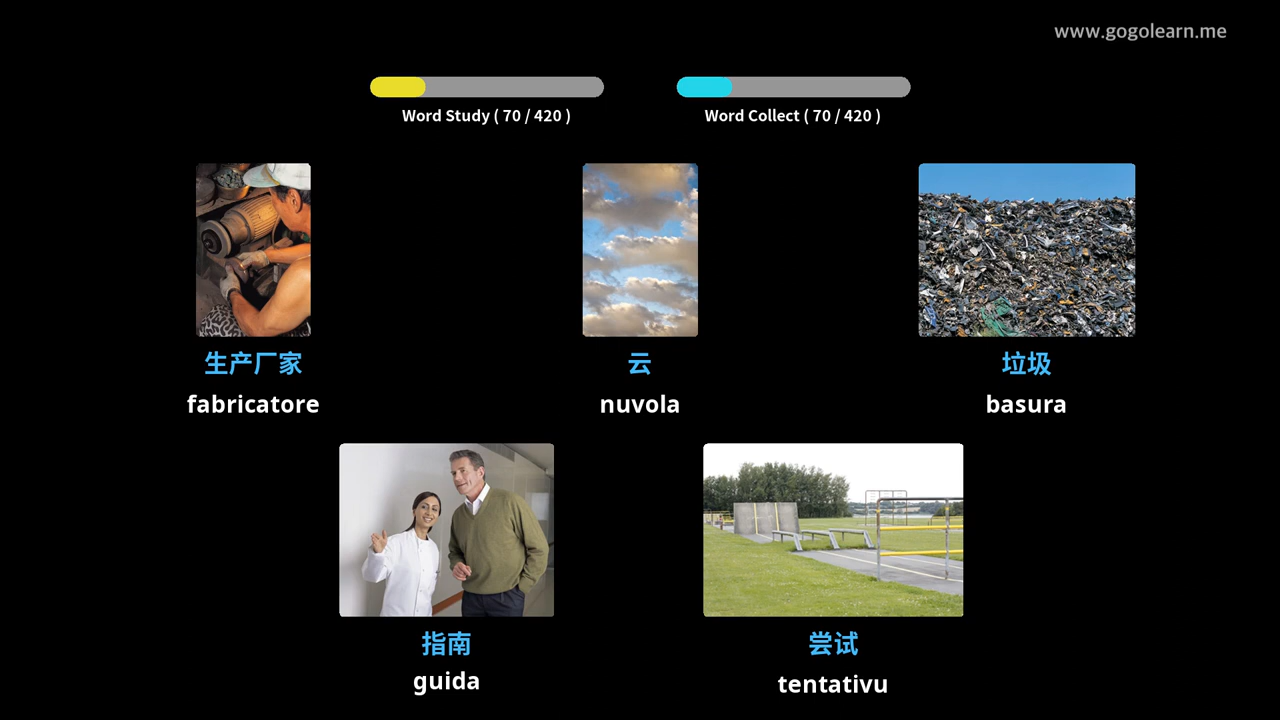 www.gogolearn.me
Word Study ( 70 / 420 )
Word Collect ( 70 / 420 )
生产厂家
fabricatore
云
nuvola
垃圾
basura
指南
guida
尝试
tentativu